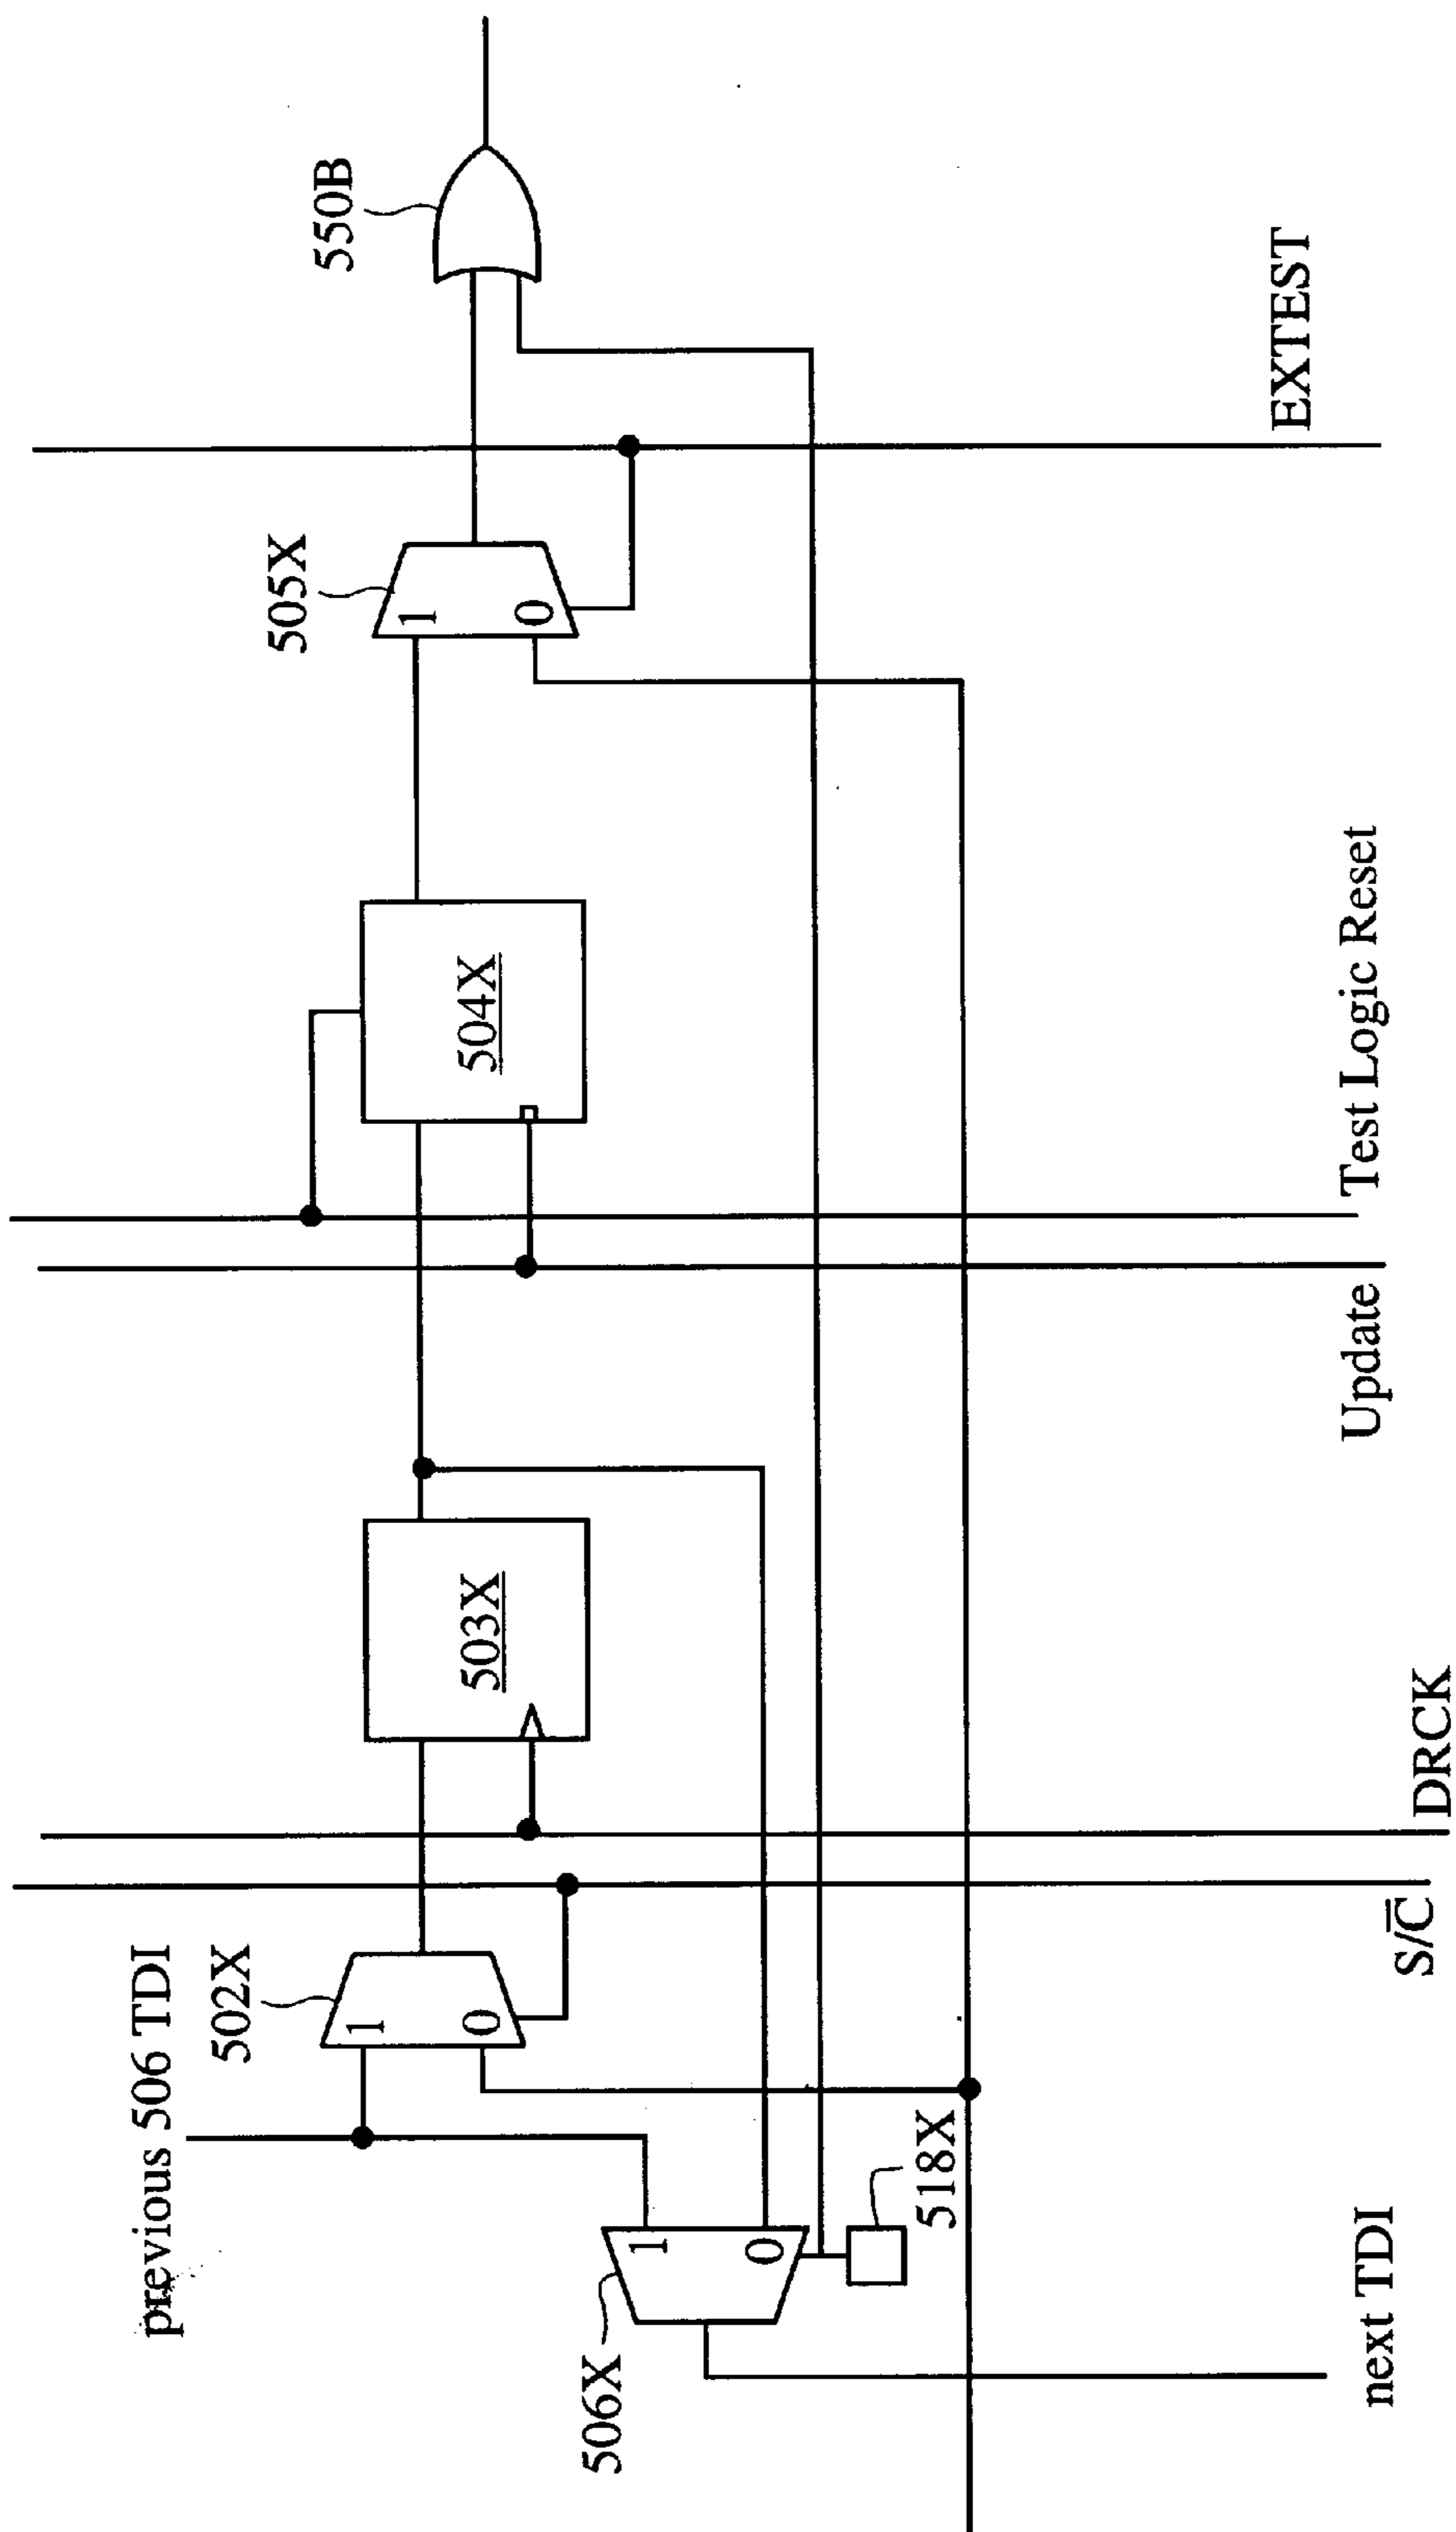 previous 506 TDI
502X
506X
518X
next TDI
S/C̅
DRCK
503X
Update
Test Logic Reset
504X
505X
EXTEST
550B
1
0
1
0
1
0